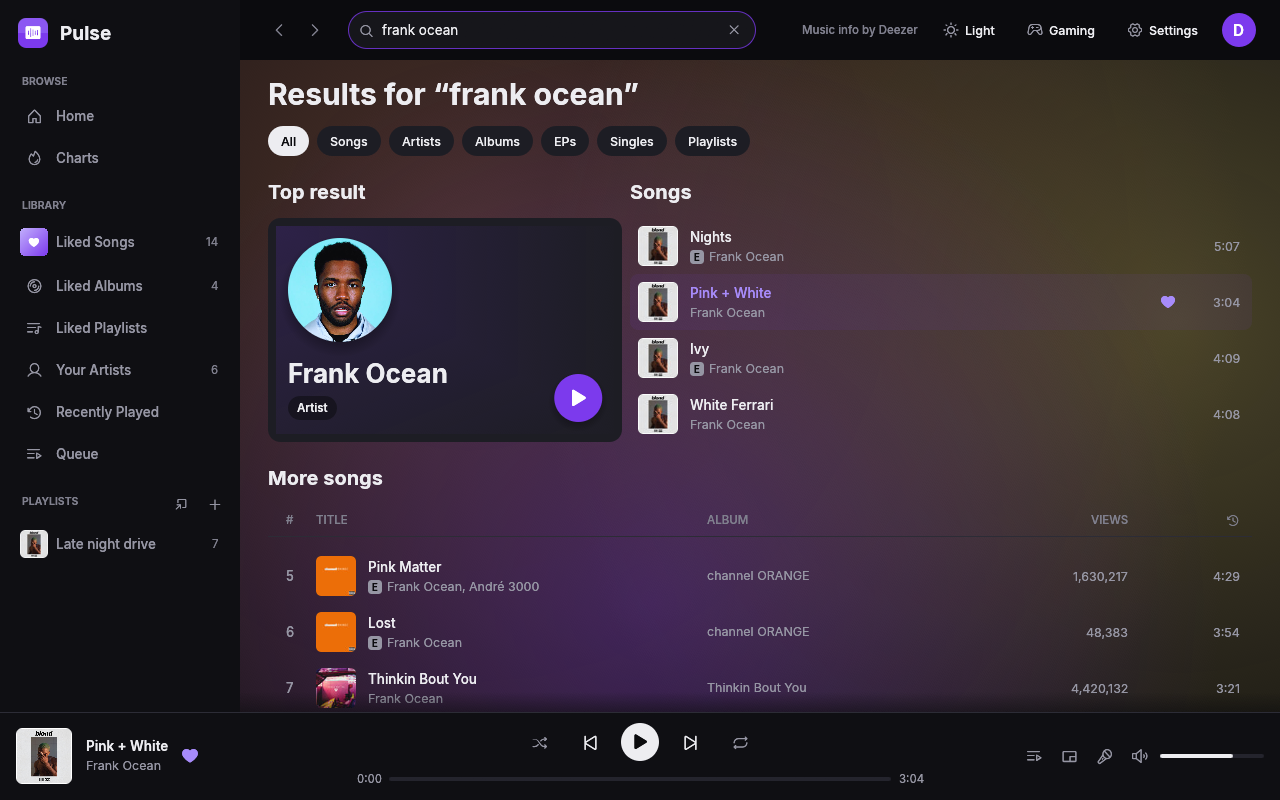 Pulse
frank ocean
Music info by Deezer
Light
Gaming
Settings
D
BROWSE
Home
Charts
LIBRARY
Liked Songs 14
Liked Albums 4
Liked Playlists
Your Artists 6
Recently Played
Queue
PLAYLISTS
Late night drive 7
Results for “frank ocean”
All Songs Artists Albums EPs Singles Playlists
Top result
Frank Ocean
Artist
Songs
Nights
E Frank Ocean
5:07
Pink + White
Frank Ocean
3:04
Ivy
E Frank Ocean
4:09
White Ferrari
Frank Ocean
4:08
More songs
# TITLE ALBUM VIEWS
5 Pink Matter channel ORANGE 1,630,217 4:29
E Frank Ocean, André 3000
6 Lost channel ORANGE 48,383 3:54
E Frank Ocean
7 Thinkin Bout You Thinkin Bout You 4,420,132 3:21
Frank Ocean
blond
Pink + White
Frank Ocean
0:00
3:04